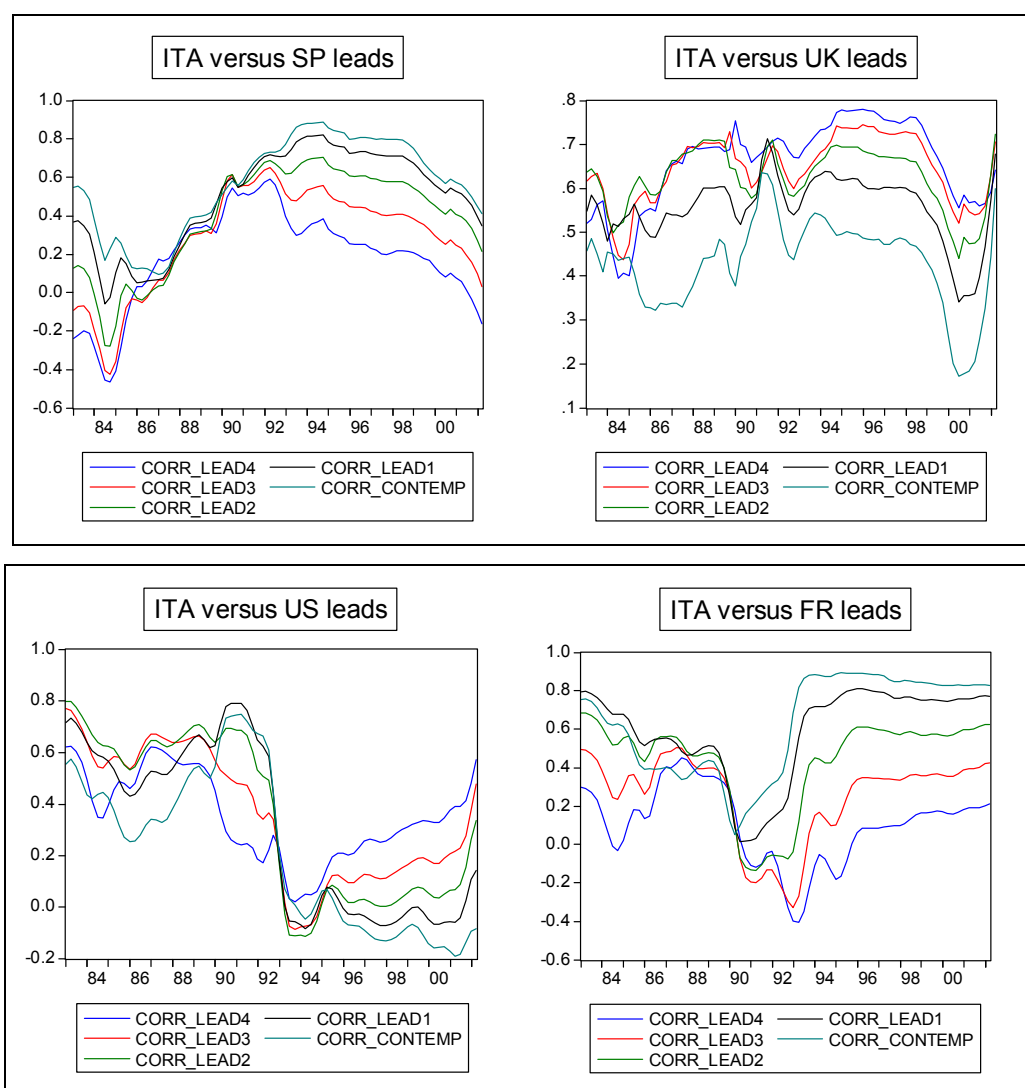 ITA versus SP leads
1.0
0.8
0.6
0.4
0.2
0.0
-0.2
-0.4
-0.6
84 86 88 90 92 94 96 98 00
CORR_LEAD4 CORR_LEAD1
CORR_LEAD3 CORR_CONTEMP
CORR_LEAD2
ITA versus UK leads
.8
.7
.6
.5
.4
.3
.2
.1
84 86 88 90 92 94 96 98 00
CORR_LEAD4 CORR_LEAD1
CORR_LEAD3 CORR_CONTEMP
CORR_LEAD2
ITA versus US leads
1.0
0.8
0.6
0.4
0.2
0.0
-0.2
84 86 88 90 92 94 96 98 00
CORR_LEAD4 CORR_LEAD1
CORR_LEAD3 CORR_CONTEMP
CORR_LEAD2
ITA versus FR leads
1.0
0.8
0.6
0.4
0.2
0.0
-0.2
-0.4
-0.6
84 86 88 90 92 94 96 98 00
CORR_LEAD4 CORR_LEAD1
CORR_LEAD3 CORR_CONTEMP
CORR_LEAD2